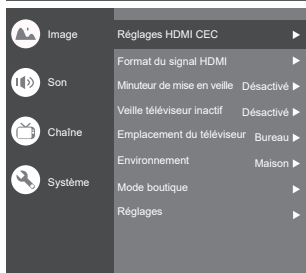 Image
Son
Chaîne
Système
Réglages HDMI CEC
Format du signal HDMI
Minuteur de mise en veille Désactivé
Veille téléviseur inactif Désactivé
Emplacement du téléviseur Bureau
Environnement Maison
Mode boutique
Réglages